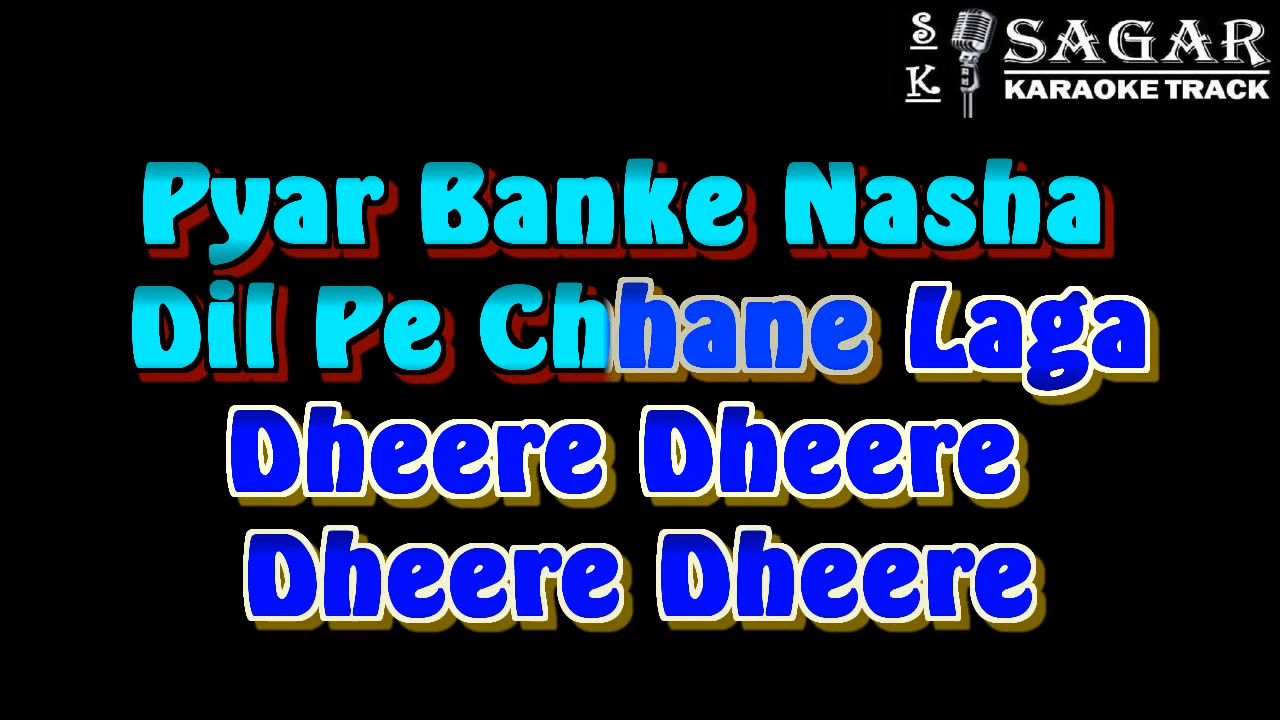 S K SAGAR
KARAOKE TRACK
Pyar Banke Nasha
Dil Pe Chhane Laga
Dheere Dheere
Dheere Dheere